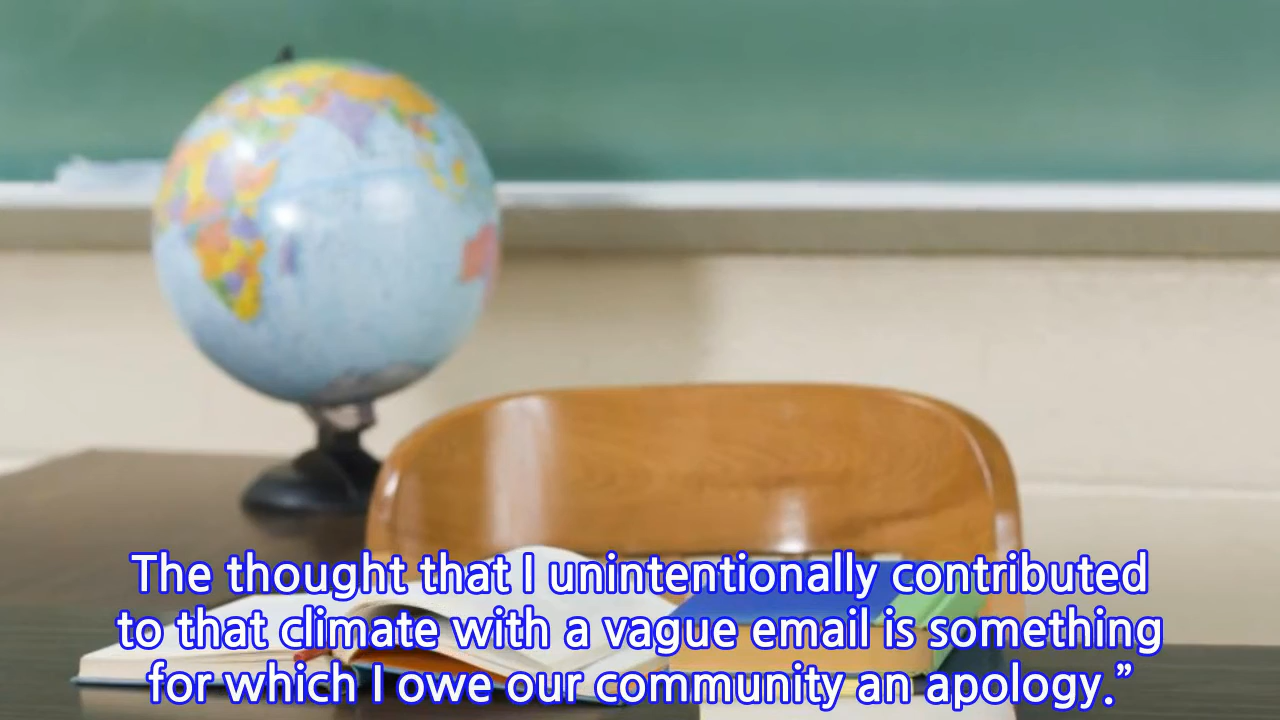 The thought that I unintentionally contributed
to that climate with a vague email is something
for which I owe our community an apology.”